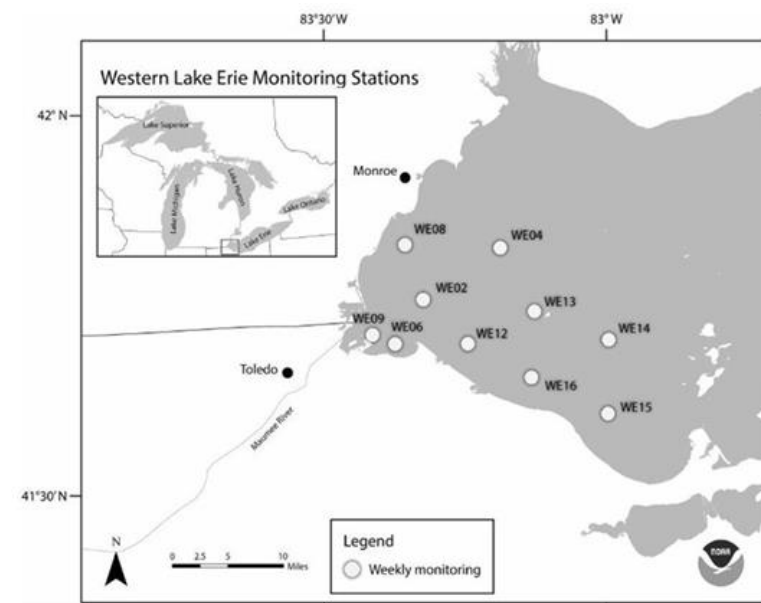 83°30′ W
83° W
Western Lake Erie Monitoring Stations
42° N
Lake Superior
Lake Michigan
Lake Huron
Lake Ontario
Lake Erie
Monroe
WE08
WE04
WE02
WE13
WE09
WE06
WE12
WE14
Toledo
WE16
WE15
Maumee River
41°30′ N
N
0 2.5 5 10
Miles
Legend
Weekly monitoring
NOAA